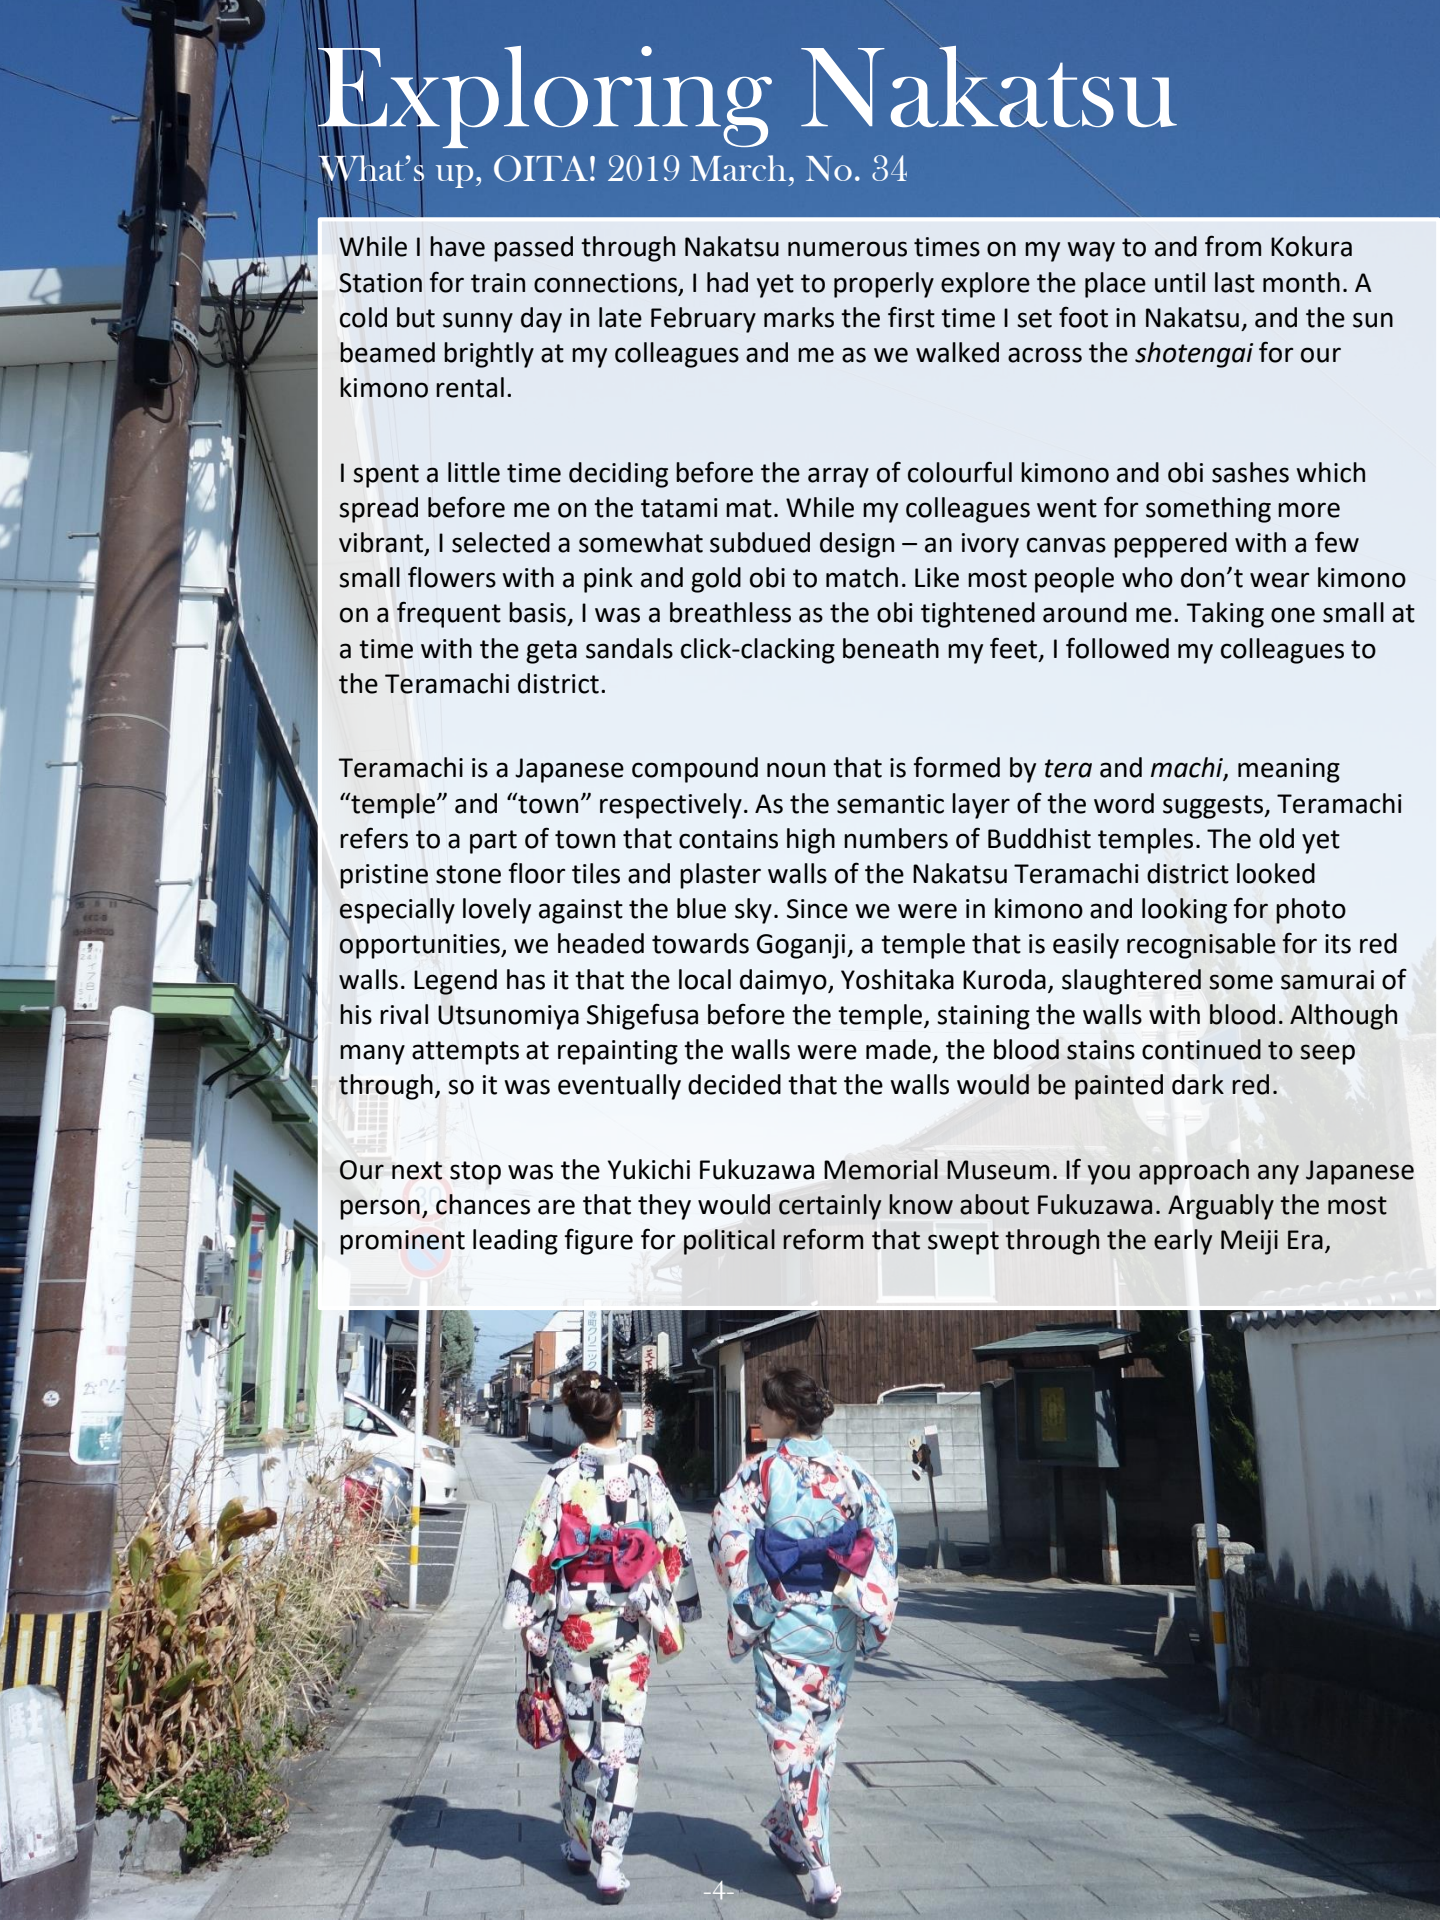 Exploring Nakatsu
What's up, OITA! 2019 March, No. 34
While I have passed through Nakatsu numerous times on my way to and from Kokura
Station for train connections, I had yet to properly explore the place until last month. A
cold but sunny day in late February marks the first time I set foot in Nakatsu, and the sun
beamed brightly at my colleagues and me as we walked across the shotengai for our
kimono rental.
I spent a little time deciding before the array of colourful kimono and obi sashes which
spread before me on the tatami mat. While my colleagues went for something more
vibrant, I selected a somewhat subdued design – an ivory canvas peppered with a few
small flowers with a pink and gold obi to match. Like most people who don't wear kimono
on a frequent basis, I was a breathless as the obi tightened around me. Taking one small at
a time with the geta sandals click-clacking beneath my feet, I followed my colleagues to
the Teramachi district.
Teramachi is a Japanese compound noun that is formed by tera and machi, meaning
“temple” and “town” respectively. As the semantic layer of the word suggests, Teramachi
refers to a part of town that contains high numbers of Buddhist temples. The old yet
pristine stone floor tiles and plaster walls of the Nakatsu Teramachi district looked
especially lovely against the blue sky. Since we were in kimono and looking for photo
opportunities, we headed towards Goganji, a temple that is easily recognisable for its red
walls. Legend has it that the local daimyo, Yoshitaka Kuroda, slaughtered some samurai of
his rival Utsunomiya Shigefusa before the temple, staining the walls with blood. Although
many attempts at repainting the walls were made, the blood stains continued to seep
through, so it was eventually decided that the walls would be painted dark red.
Our next stop was the Yukichi Fukuzawa Memorial Museum. If you approach any Japanese
person, chances are that they would certainly know about Fukuzawa. Arguably the most
prominent leading figure for political reform that swept through the early Meiji Era,
30
-4-